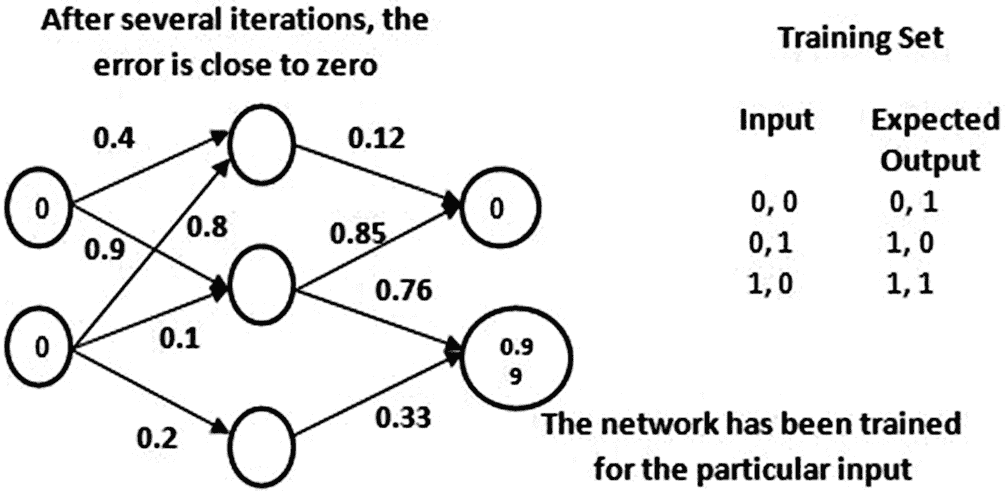 After several iterations, the
error is close to zero
Training Set
Input Expected
Output
0, 0 0, 1
0,1 1, 0
1, 0 1, 1
0.4
0.12
0
0.9
0.8
0.85
0
0.76
0
0.1
0.9
9
0.2
0.33
The network has been trained
for the particular input